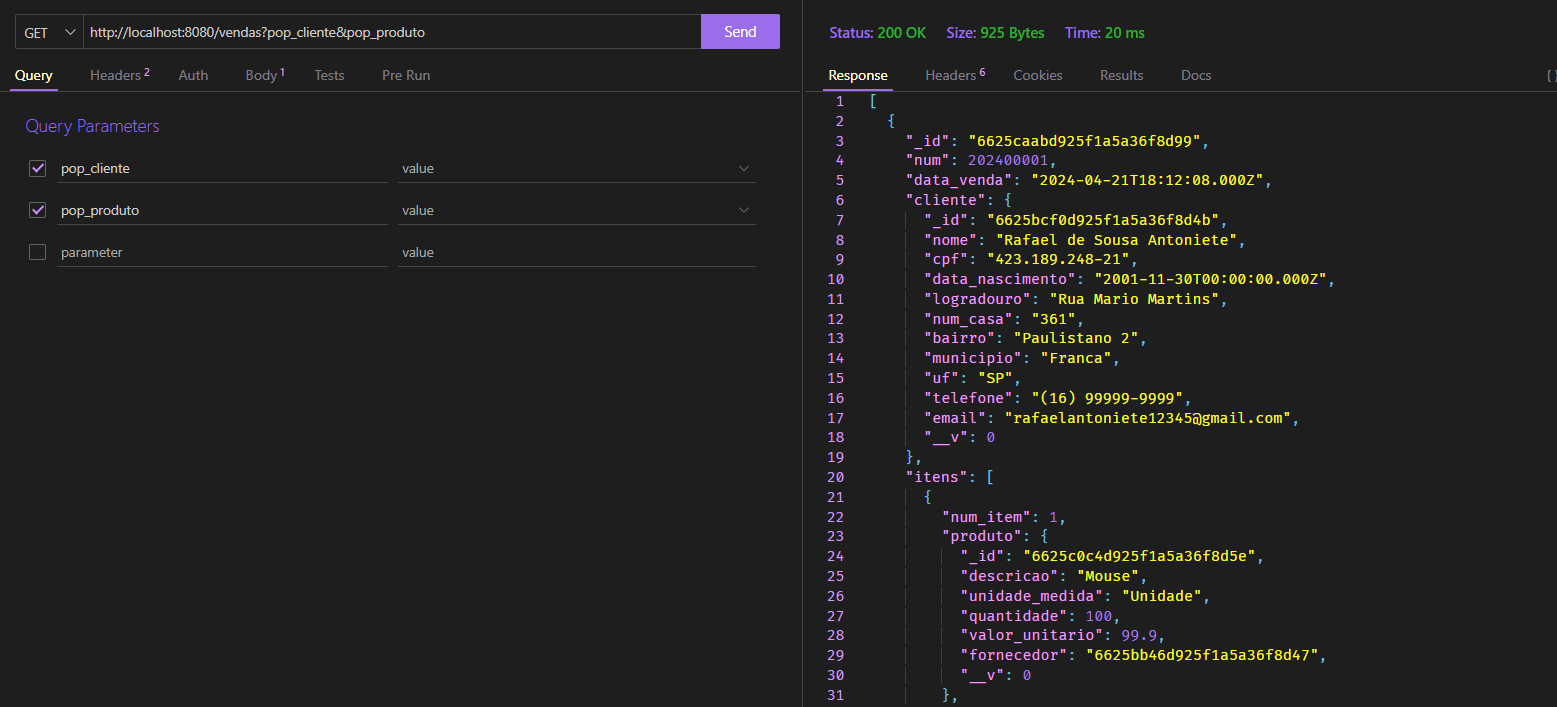 GET http://localhost:8080/vendas?pop_cliente&pop_produto Send
Query Headers 2 Auth Body 1 Tests Pre Run
Query Parameters
pop_cliente value
pop_produto value
parameter value
Status: 200 OK Size: 925 Bytes Time: 20 ms
Response Headers 6 Cookies Results Docs { }
1 [
2 {
3 "_id": "6625caabd925f1a5a36f8d99",
4 "num": 202400001,
5 "data_venda": "2024-04-21T18:12:08.000Z",
6 "cliente": {
7 "_id": "6625bcf0d925f1a5a36f8d4b",
8 "nome": "Rafael de Sousa Antoniete",
9 "cpf": "423.189.248-21",
10 "data_nascimento": "2001-11-30T00:00:00.000Z",
11 "logradouro": "Rua Mario Martins",
12 "num_casa": "361",
13 "bairro": "Paulistano 2",
14 "municipio": "Franca",
15 "uf": "SP",
16 "telefone": "(16) 99999-9999",
17 "email": "rafaelantoniete12345@gmail.com",
18 "__v": 0
19 },
20 "itens": [
21 {
22 "num_item": 1,
23 "produto": {
24 "_id": "6625c0c4d925f1a5a36f8d5e",
25 "descricao": "Mouse",
26 "unidade_medida": "Unidade",
27 "quantidade": 100,
28 "valor_unitario": 99.9,
29 "fornecedor": "6625bb46d925f1a5a36f8d47",
30 "__v": 0
31 },